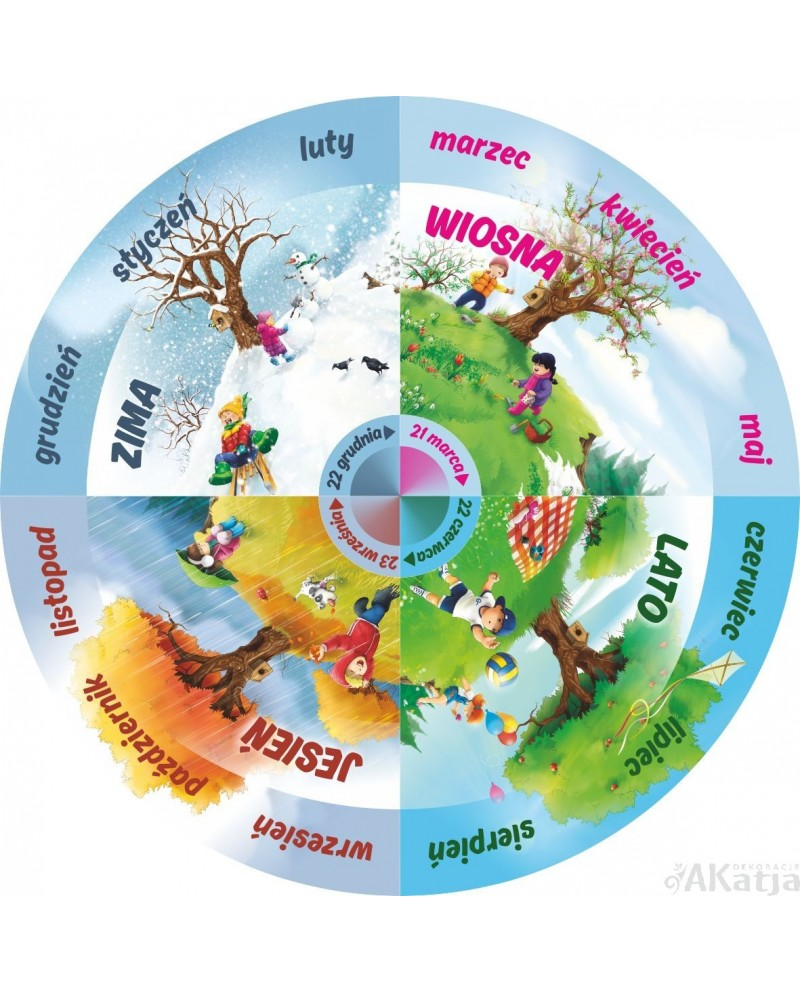 luty
marzec
styczeń
kwiecień
WIOSNA
grudzień
ZIMA
maj
22 grudnia
21 marca
23 września
22 czerwca
listopad
czerwiec
LATO
październik
JESIEŃ
lipiec
wrzesień
sierpień
DEKORACJE
AKatja